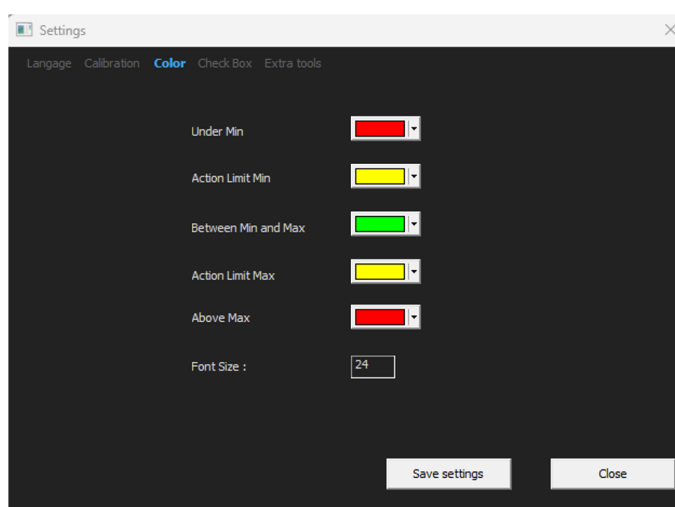 Settings
Langage Calibration Color Check Box Extra tools
Under Min
Action Limit Min
Between Min and Max
Action Limit Max
Above Max
Font Size : 24
Save settings Close